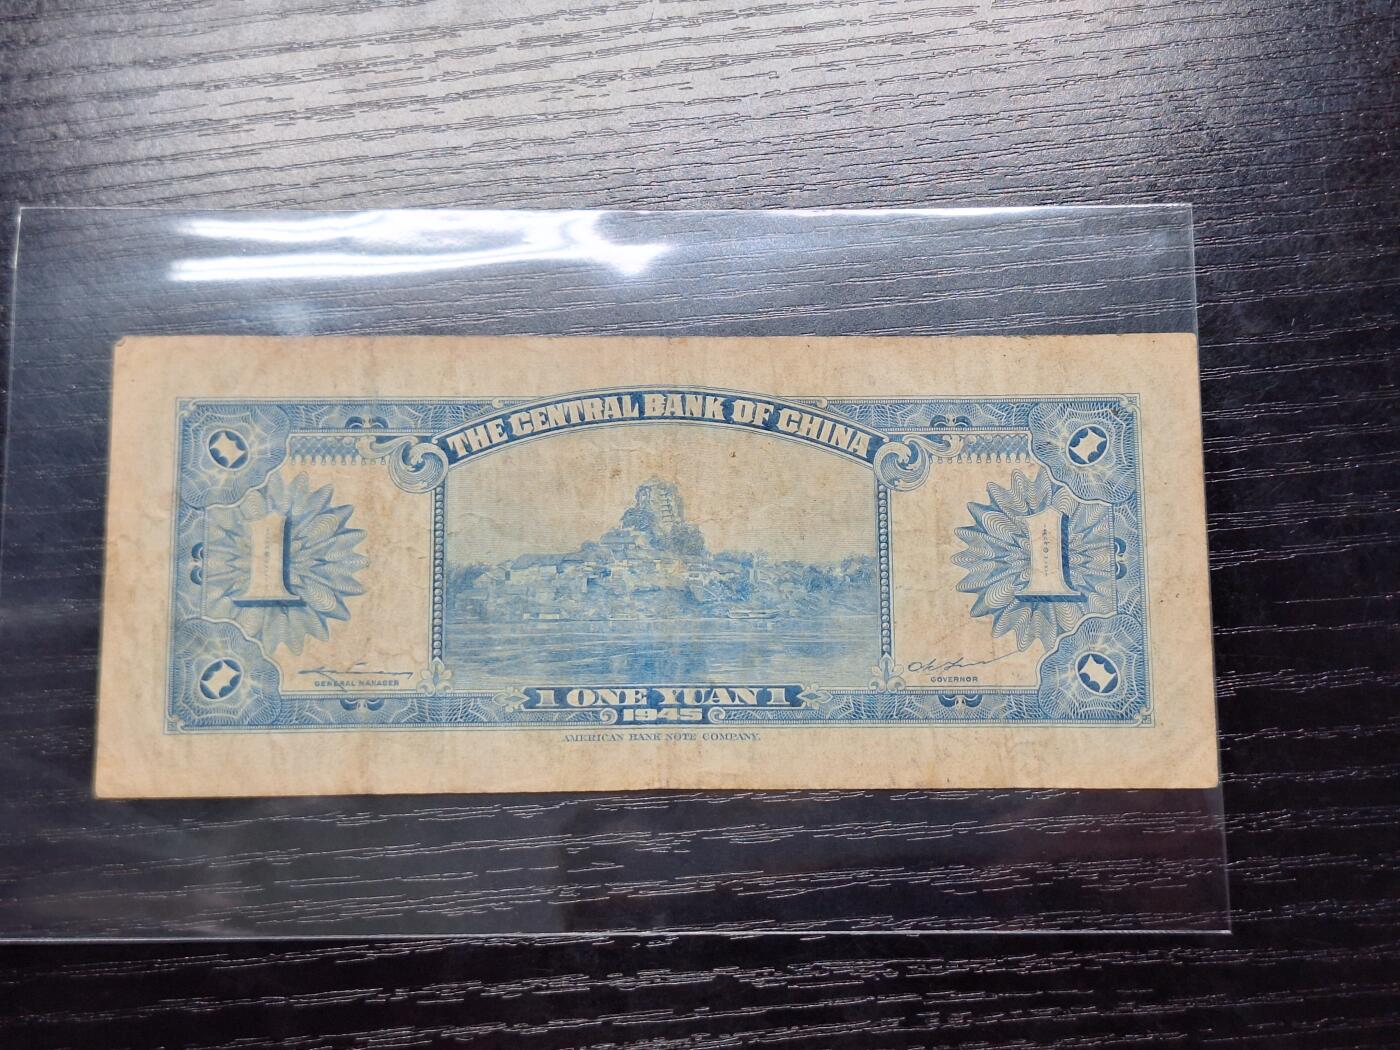 THE CENTRAL BANK OF CHINA
1 1
GENERAL MANAGER GOVERNOR
1 ONE YUAN 1
1945
AMERICAN BANK NOTE COMPANY.